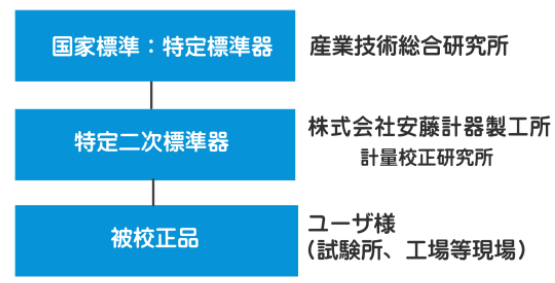 国家標準：特定標準器
産業技術総合研究所
特定二次標準器
株式会社安藤計器製工所
計量校正研究所
被校正品
ユーザ様
（試験所、工場等現場）